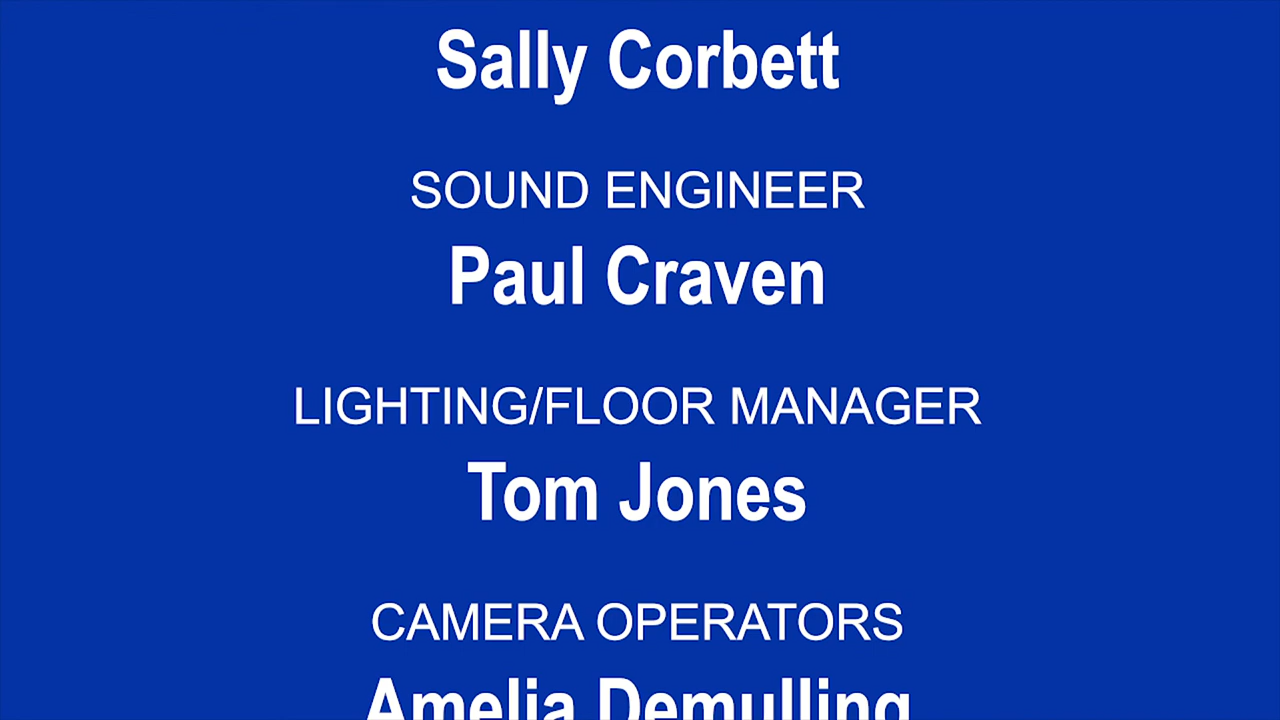 Sally Corbett
SOUND ENGINEER
Paul Craven
LIGHTING/FLOOR MANAGER
Tom Jones
CAMERA OPERATORS
Amelia Demulling